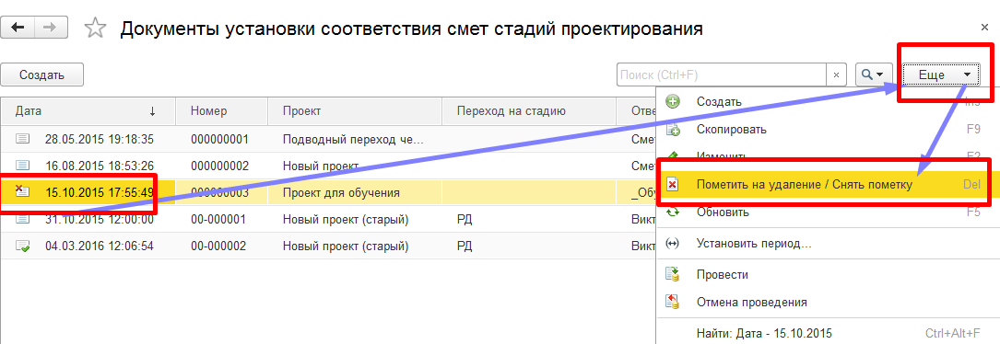 Документы установки соответствия смет стадий проектирования
Создать
Поиск (Ctrl+F)
Еще
Дата Номер Проект Переход на стадию Отве
28.05.2015 19:18:35 000000001 Подводный переход че... Смет
16.08.2015 18:53:26 000000002 Новый проект Смет
15.10.2015 17:55:49 000000003 Проект для обучения _Обу
31.10.2015 12:00:00 00-000001 Новый проект (старый) РД Викт
04.03.2016 12:06:54 00-000002 Новый проект (старый) РД Викт
Создать Ins
Скопировать F9
Изменить F2
Пометить на удаление / Снять пометку Del
Обновить F5
Установить период...
Провести
Отмена проведения
Найти: Дата - 15.10.2015 Ctrl+Alt+F